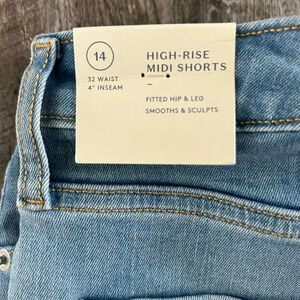 14
32 WAIST
4" INSEAM
HIGH-RISE
MIDI SHORTS
–
FITTED HIP & LEG
SMOOTHS & SCULPTS